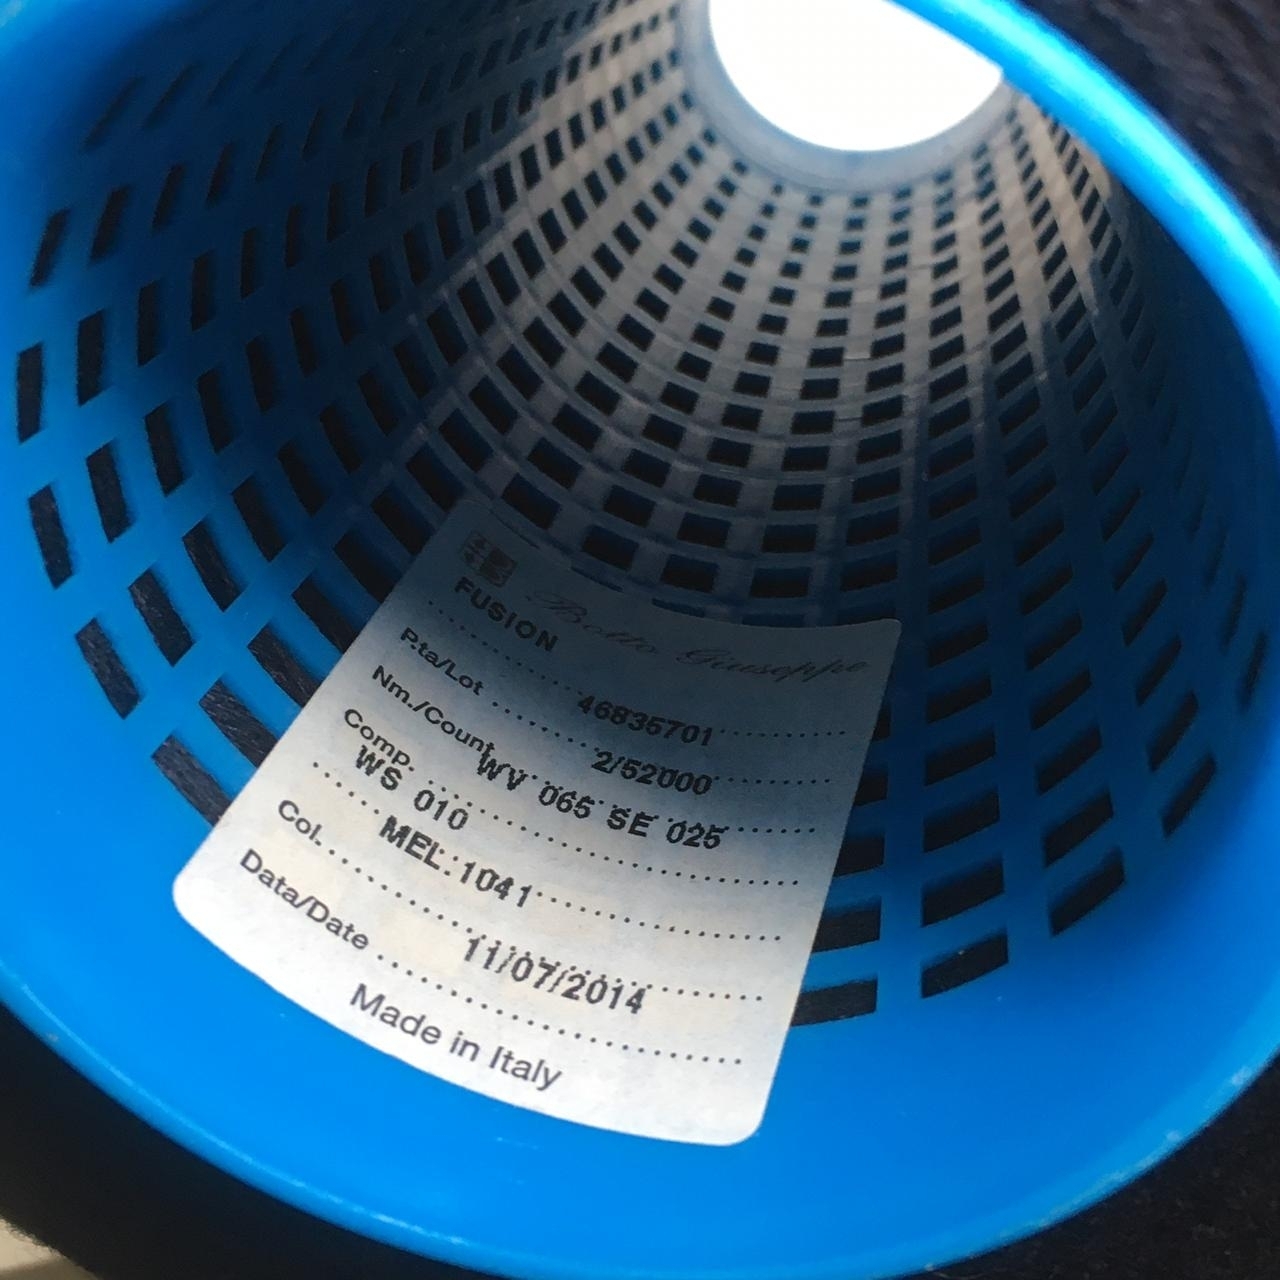 Botto Giuseppe
FUSION
P.ta/Lot 46835701
Nm./Count 2/52000
Comp. WV 065 SE 025
WS 010
Col. MEL.1041
Data/Date 11/07/2014
Made in Italy